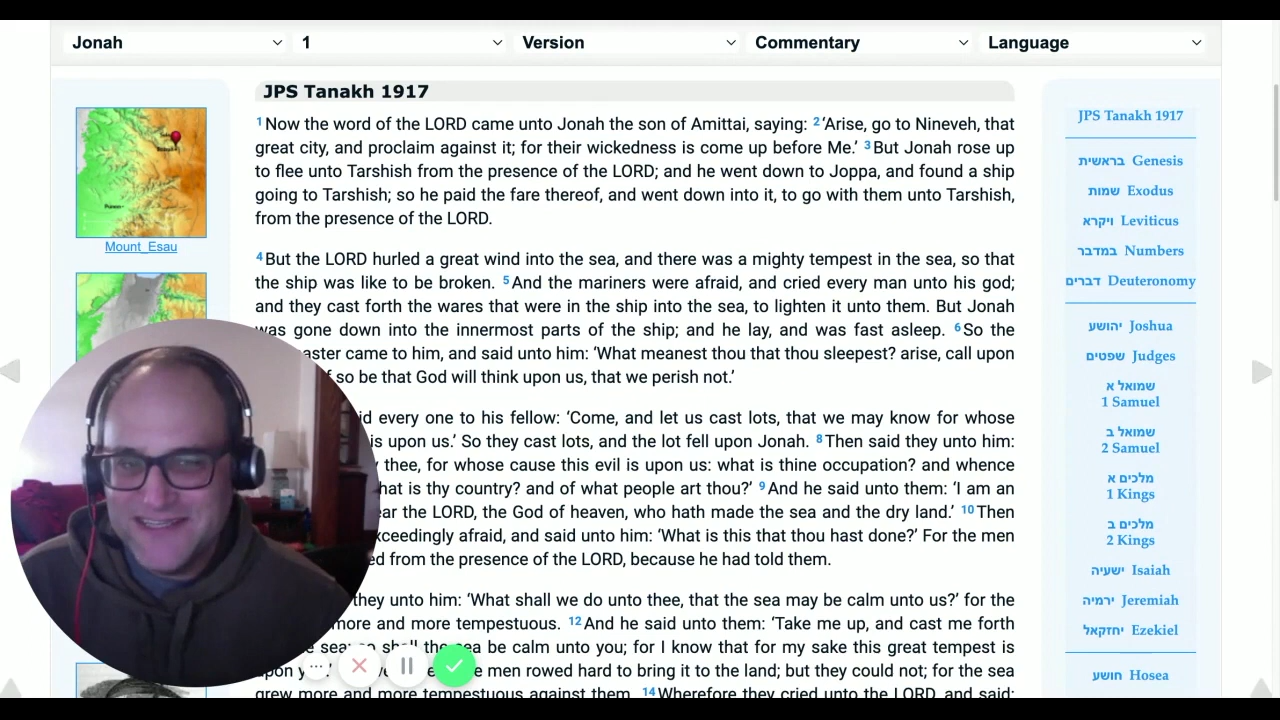 Jonah 1 Version Commentary Language
JPS Tanakh 1917
1 Now the word of the LORD came unto Jonah the son of Amittai, saying: 2 ‘Arise, go to Nineveh, that
great city, and proclaim against it; for their wickedness is come up before Me.’ 3 But Jonah rose up
to flee unto Tarshish from the presence of the LORD; and he went down to Joppa, and found a ship
going to Tarshish; so he paid the fare thereof, and went down into it, to go with them unto Tarshish,
from the presence of the LORD.
4 But the LORD hurled a great wind into the sea, and there was a mighty tempest in the sea, so that
the ship was like to be broken. 5 And the mariners were afraid, and cried every man unto his god;
and they cast forth the wares that were in the ship into the sea, to lighten it unto them. But Jonah
was gone down into the innermost parts of the ship; and he lay, and was fast asleep. 6 So the
aster came to him, and said unto him: ‘What meanest thou that thou sleepest? arise, call upon
so be that God will think upon us, that we perish not.’
id every one to his fellow: ‘Come, and let us cast lots, that we may know for whose
is upon us.’ So they cast lots, and the lot fell upon Jonah. 8 Then said they unto him:
thee, for whose cause this evil is upon us: what is thine occupation? and whence
hat is thy country? and of what people art thou?’ 9 And he said unto them: ‘I am an
ear the LORD, the God of heaven, who hath made the sea and the dry land.’ 10 Then
xceedingly afraid, and said unto him: ‘What is this that thou hast done?’ For the men
ed from the presence of the LORD, because he had told them.
they unto him: ‘What shall we do unto thee, that the sea may be calm unto us?’ for the
more and more tempestuous. 12 And he said unto them: ‘Take me up, and cast me forth
sea; so shall the sea be calm unto you; for I know that for my sake this great tempest is
upon
men rowed hard to bring it to the land; but they could not; for the sea
grew more and more tempestuous against them. 14 Wherefore they cried unto the LORD, and said:
Mount_Esau
JPS Tanakh 1917
בראשית Genesis
שמות Exodus
ויקרא Leviticus
במדבר Numbers
דברים Deuteronomy
יהושע Joshua
שפטים Judges
שמואל א
1 Samuel
שמואל ב
2 Samuel
מלכים א
1 Kings
מלכים ב
2 Kings
ישעיה Isaiah
ירמיה Jeremiah
יחזקאל Ezekiel
הושע Hosea